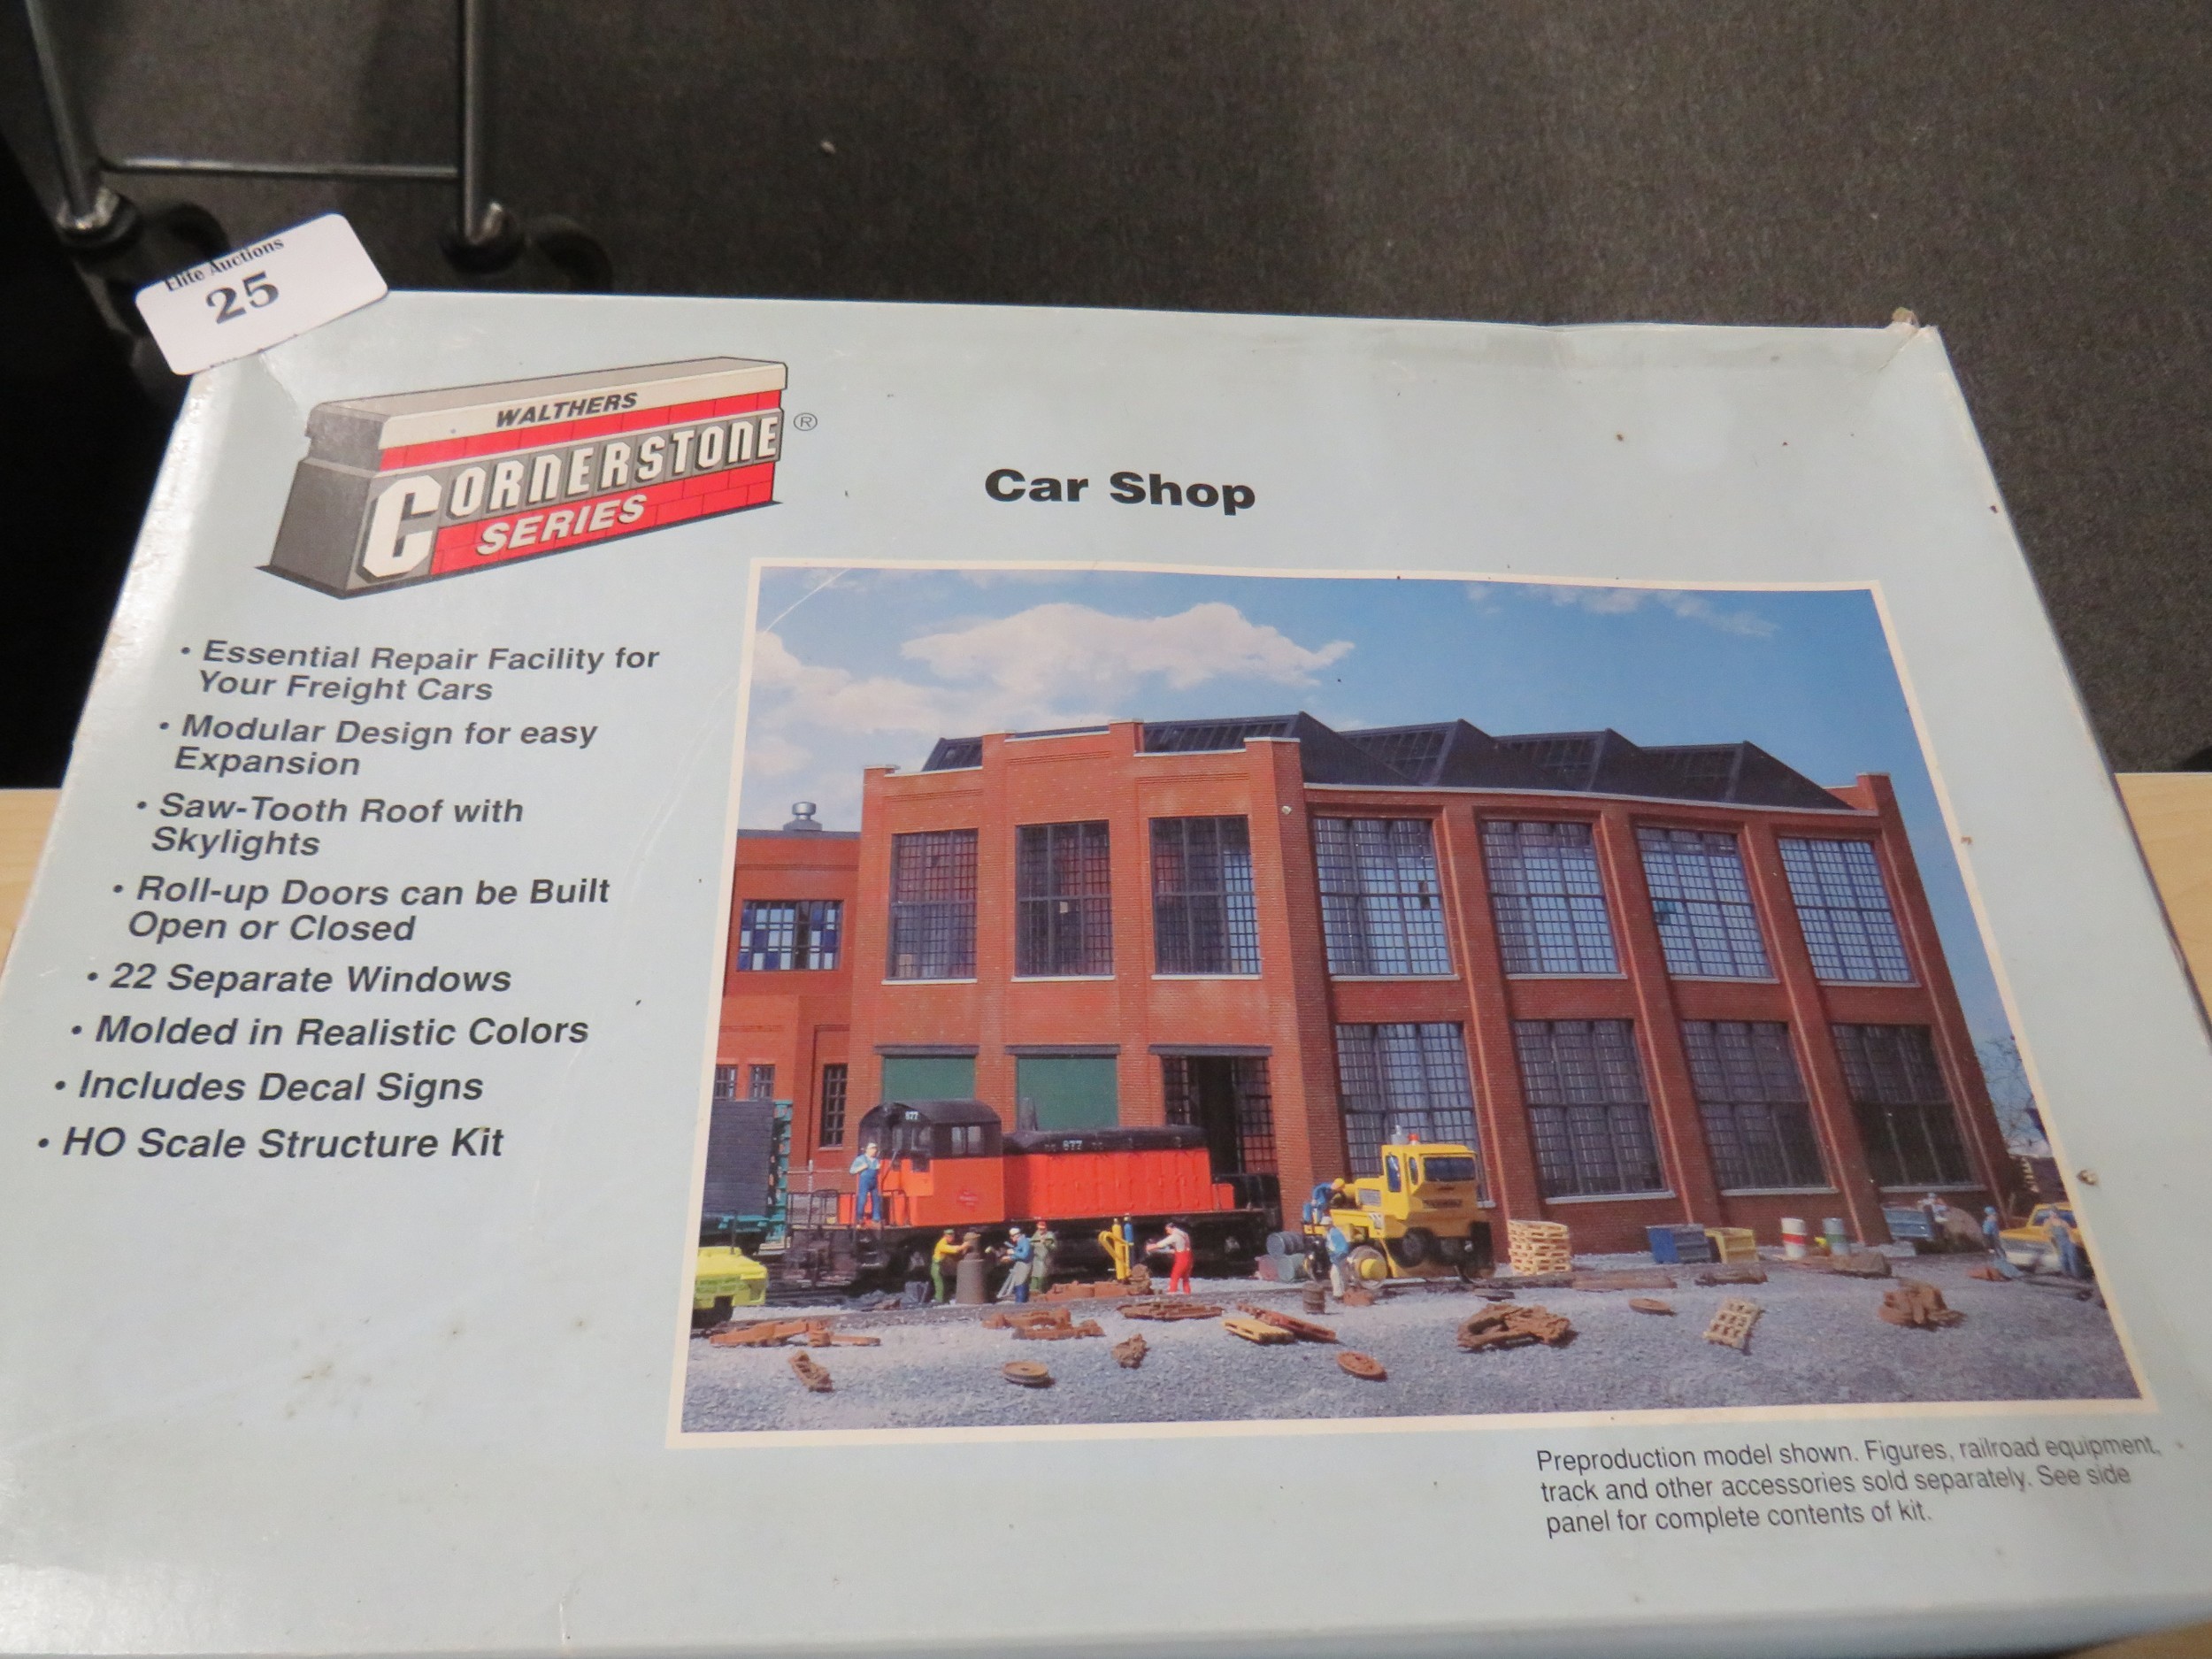 Elite Auctions
25
WALTHERS
CORNERSTONE ®
SERIES
Car Shop
• Essential Repair Facility for
Your Freight Cars
• Modular Design for easy
Expansion
• Saw-Tooth Roof with
Skylights
• Roll-up Doors can be Built
Open or Closed
• 22 Separate Windows
• Molded in Realistic Colors
• Includes Decal Signs
• HO Scale Structure Kit
877
877
Preproduction model shown. Figures, railroad equipment,
track and other accessories sold separately. See side
panel for complete contents of kit.